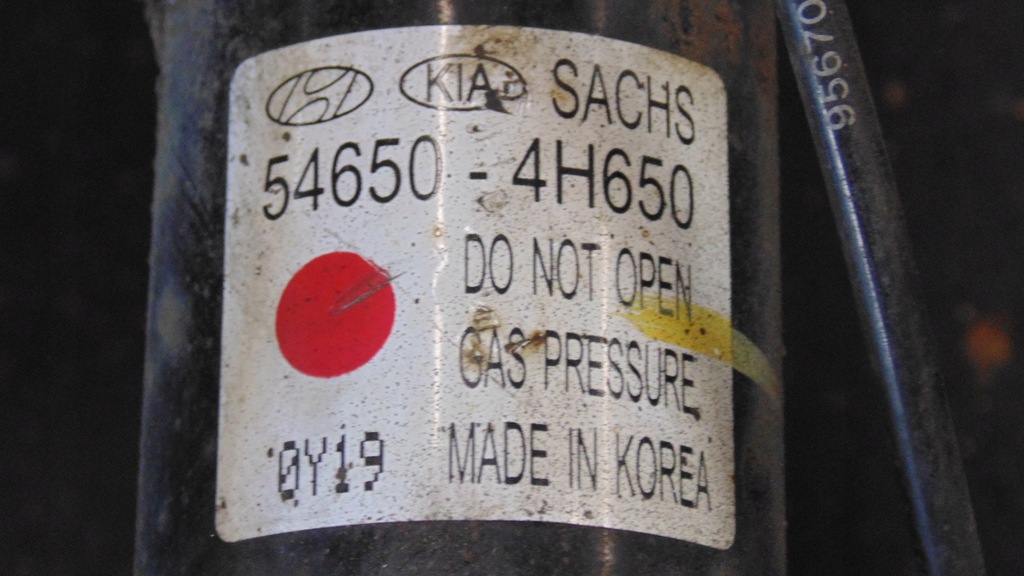 KIA SACHS
54650 - 4H650
DO NOT OPEN
GAS PRESSURE
0Y19 MADE IN KOREA